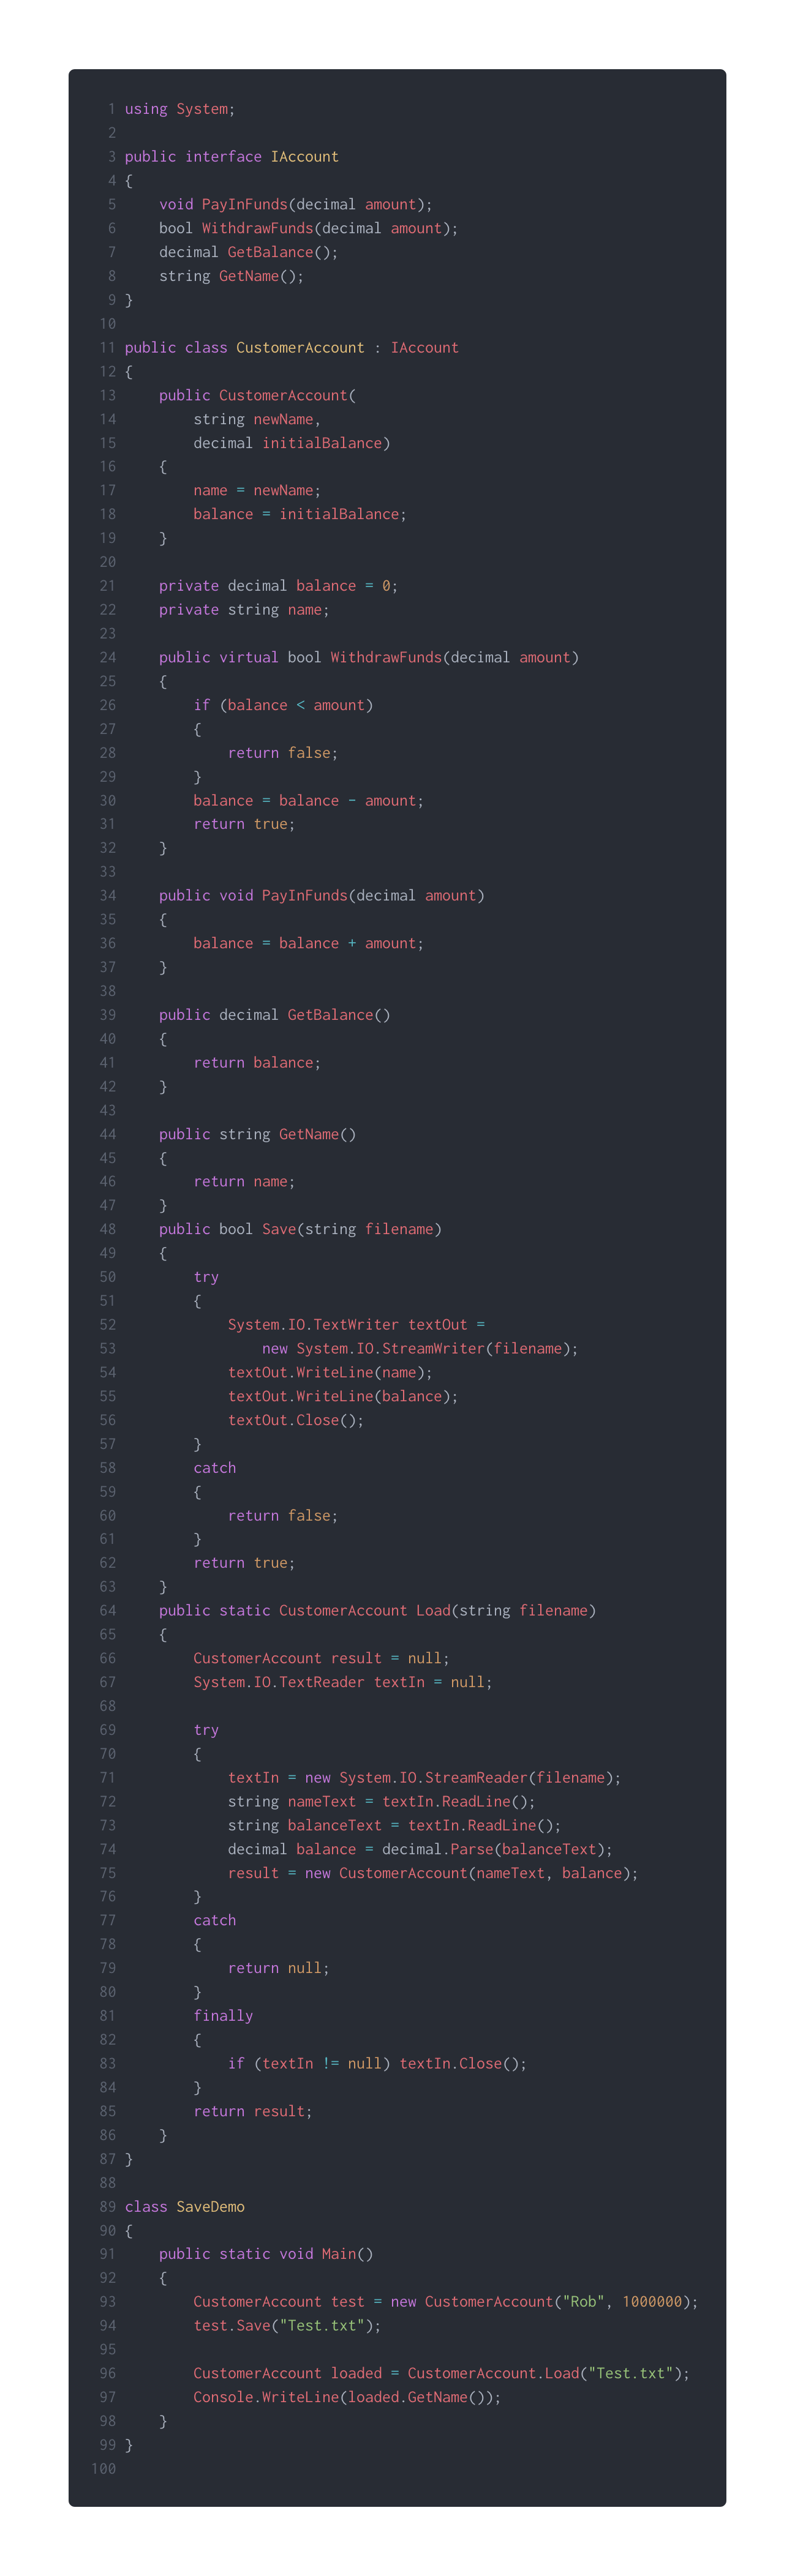 1 using System;
2
3 public interface IAccount
4 {
5     void PayInFunds(decimal amount);
6     bool WithdrawFunds(decimal amount);
7     decimal GetBalance();
8     string GetName();
9 }
10
11 public class CustomerAccount : IAccount
12 {
13     public CustomerAccount(
14         string newName,
15         decimal initialBalance)
16     {
17         name = newName;
18         balance = initialBalance;
19     }
20
21     private decimal balance = 0;
22     private string name;
23
24     public virtual bool WithdrawFunds(decimal amount)
25     {
26         if (balance < amount)
27         {
28             return false;
29         }
30         balance = balance - amount;
31         return true;
32     }
33
34     public void PayInFunds(decimal amount)
35     {
36         balance = balance + amount;
37     }
38
39     public decimal GetBalance()
40     {
41         return balance;
42     }
43
44     public string GetName()
45     {
46         return name;
47     }
48     public bool Save(string filename)
49     {
50         try
51         {
52             System.IO.TextWriter textOut =
53                 new System.IO.StreamWriter(filename);
54             textOut.WriteLine(name);
55             textOut.WriteLine(balance);
56             textOut.Close();
57         }
58         catch
59         {
60             return false;
61         }
62         return true;
63     }
64     public static CustomerAccount Load(string filename)
65     {
66         CustomerAccount result = null;
67         System.IO.TextReader textIn = null;
68
69         try
70         {
71             textIn = new System.IO.StreamReader(filename);
72             string nameText = textIn.ReadLine();
73             string balanceText = textIn.ReadLine();
74             decimal balance = decimal.Parse(balanceText);
75             result = new CustomerAccount(nameText, balance);
76         }
77         catch
78         {
79             return null;
80         }
81         finally
82         {
83             if (textIn != null) textIn.Close();
84         }
85         return result;
86     }
87 }
88
89 class SaveDemo
90 {
91     public static void Main()
92     {
93         CustomerAccount test = new CustomerAccount("Rob", 1000000);
94         test.Save("Test.txt");
95
96         CustomerAccount loaded = CustomerAccount.Load("Test.txt");
97         Console.WriteLine(loaded.GetName());
98     }
99 }
100